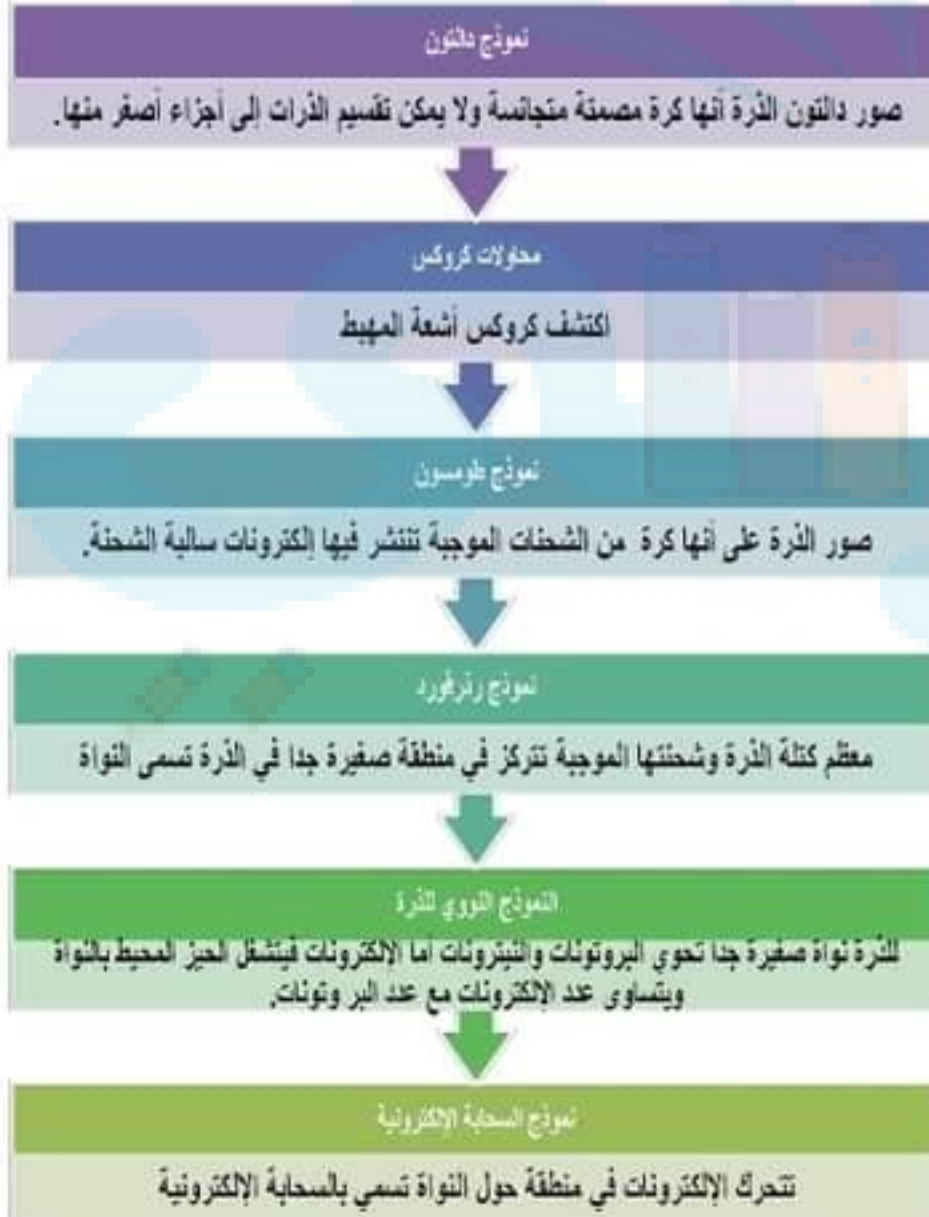 نموذج دالتون
صور دالتون الذرة أنها كرة مصمتة متجانسة ولا يمكن تقسيم الذرات إلى أجزاء أصغر منها.
محاولات كروكس
اكتشف كروكس أشعة المهبط
نموذج طومسون
صور الذرة على أنها كرة من الشحنات الموجبة تنتشر فيها إلكترونات سالبة الشحنة.
نموذج رذرفورد
معظم كتلة الذرة وشحنتها الموجبة تتركز في منطقة صغيرة جدا في الذرة تسمى النواة
النموذج النووي للذرة
للذرة نواة صغيرة جدا تحوي البروتونات والنيترونات أما الإلكترونات فيتشغل الحيز المحيط بالنواة
ويتساوى عدد الإلكترونات مع عدد البروتونات.
نموذج السحابة الإلكترونية
تتحرك الإلكترونات في منطقة حول النواة تسمي بالسحابة الإلكترونية